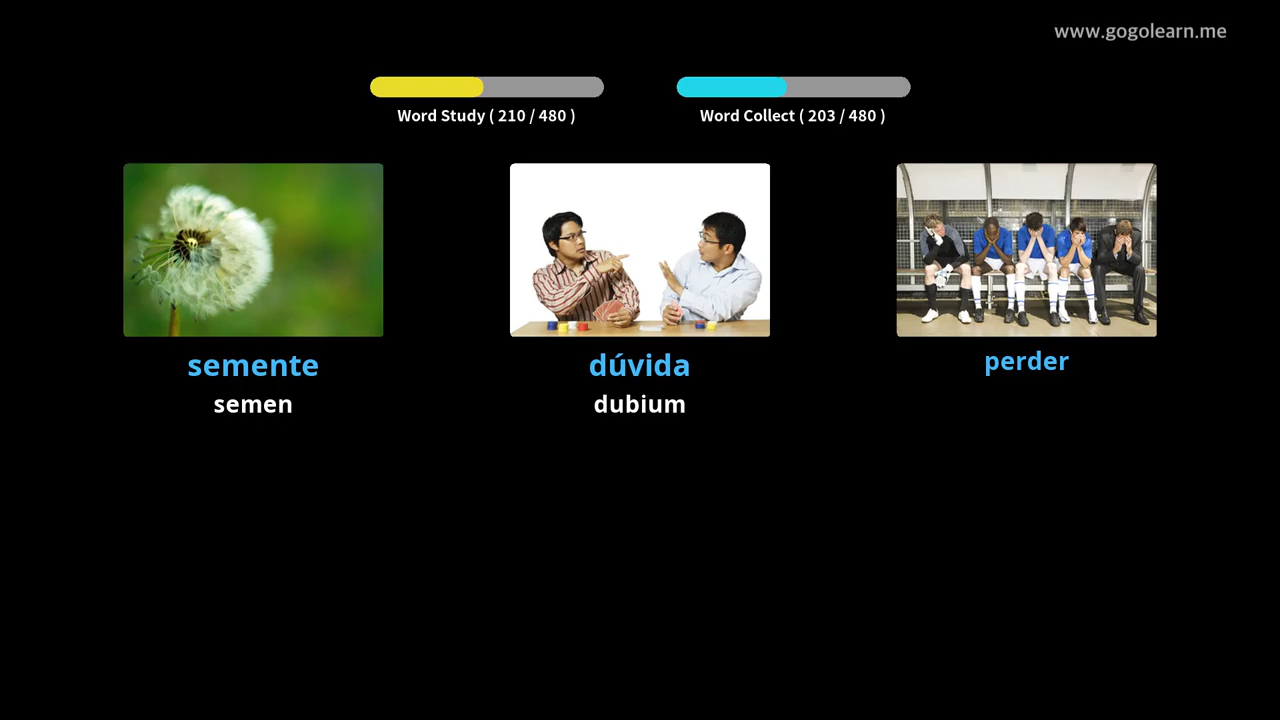 www.gogolearn.me
Word Study ( 210 / 480 )
Word Collect ( 203 / 480 )
semente
semen
dúvida
dubium
perder